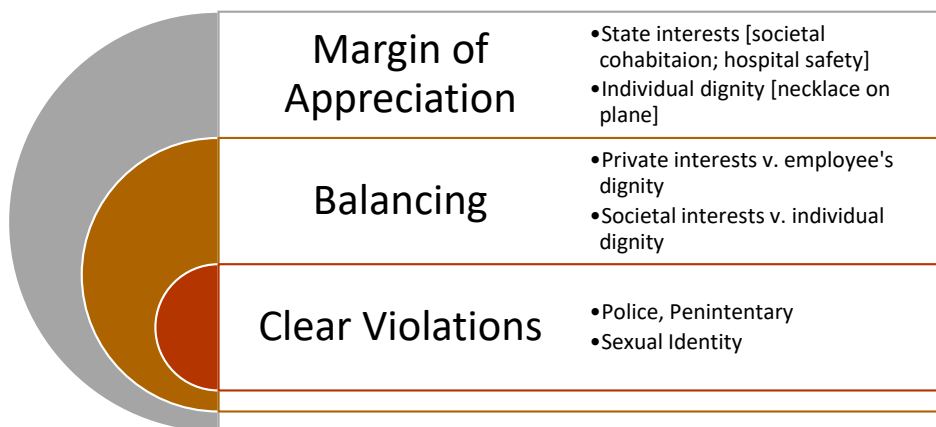 Margin of
Appreciation
•State interests [societal
cohabitaion; hospital safety]
•Individual dignity [necklace on
plane]
Balancing
•Private interests v. employee's
dignity
•Societal interests v. individual
dignity
Clear Violations
•Police, Penintentary
•Sexual Identity